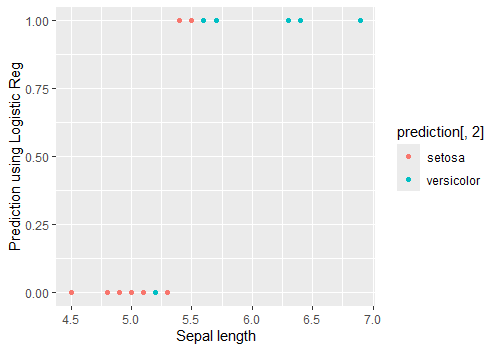 1.00
0.75
0.50
0.25
0.00
Prediction using Logistic Reg
4.5 5.0 5.5 6.0 6.5 7.0
Sepal length
prediction[, 2]
setosa
versicolor